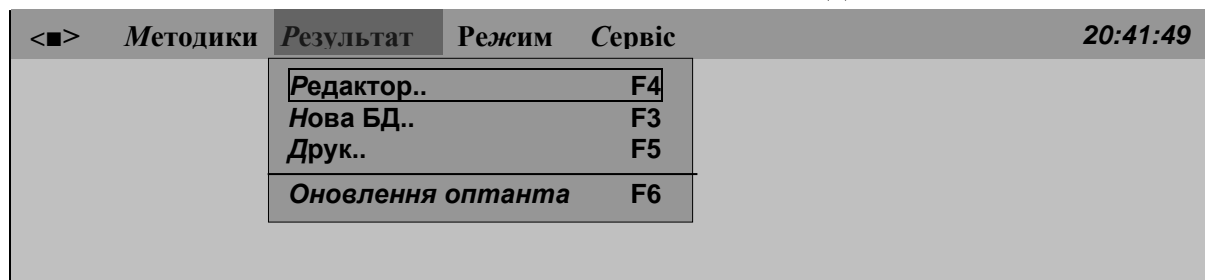 <■> Методики Результат Режим Сервіс 20:41:49
Редактор.. F4
Нова БД.. F3
Друк.. F5
Оновлення оптанта F6